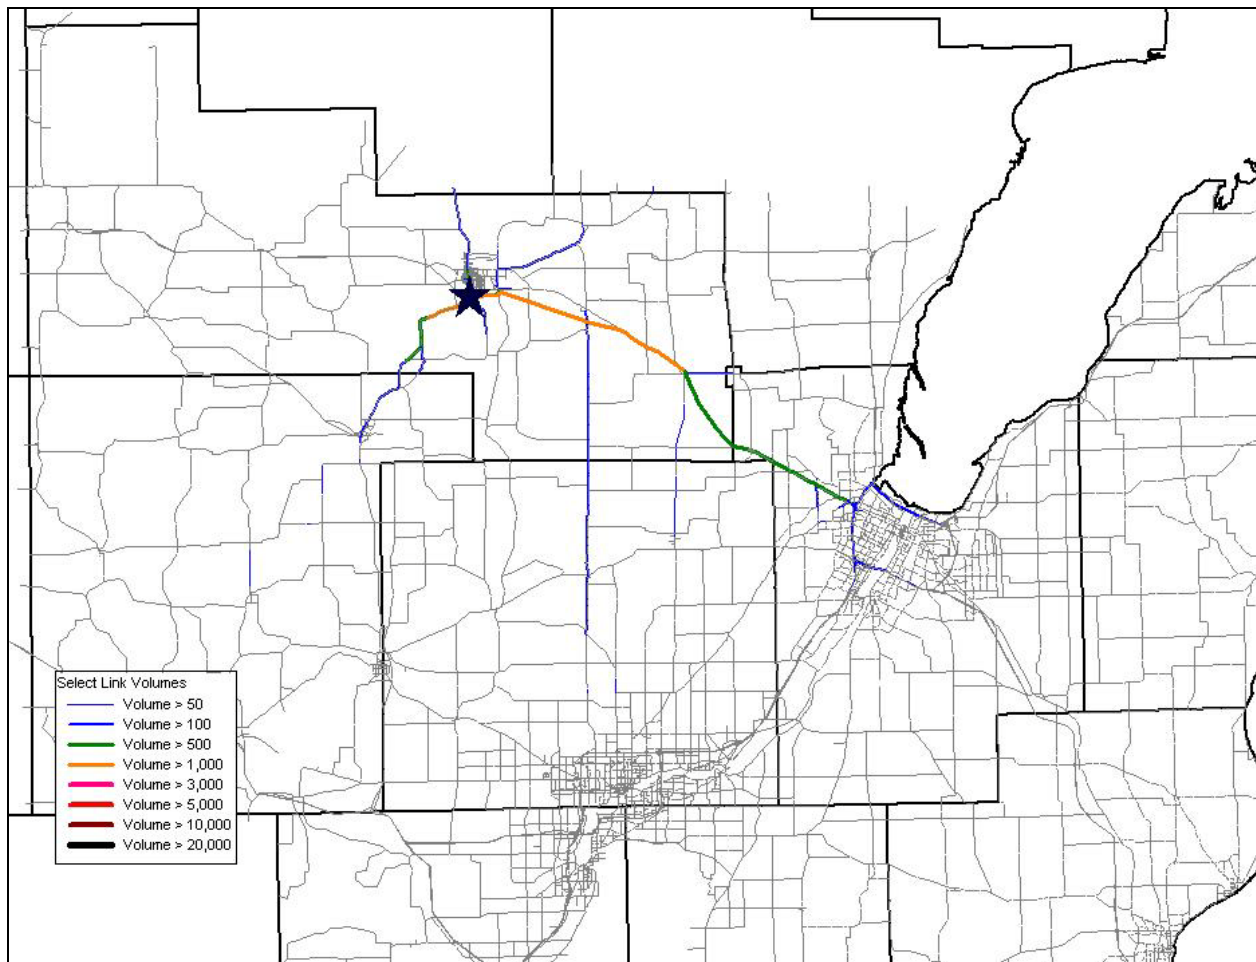 Select Link Volumes
Volume > 50
Volume > 100
Volume > 500
Volume > 1,000
Volume > 3,000
Volume > 5,000
Volume > 10,000
Volume > 20,000